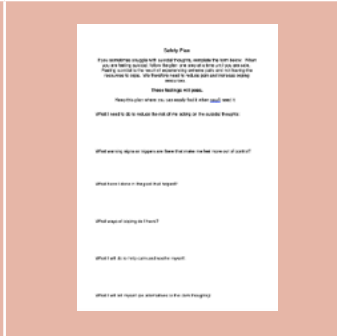 Safety Plan
If you sometimes struggle with suicidal thoughts, complete the form below. When
you are feeling suicidal follow the plan one step at a time until you are safe.
Feeling suicidal is the result of experiencing extreme pain and not having the
resources to cope. We therefore need to reduce pain and increase coping
resources.
These feelings will pass.
Keep the plan where you can easily find it when you'll need it.
What I need to do to reduce the risk of me acting on the suicidal thoughts:
What warning signs or triggers are there that make me feel more out of control?
What have I done in the past that helped?
What ways of coping do I have?
What I will do to help calm and soothe myself:
What I will tell myself (as alternatives to the dark thoughts):